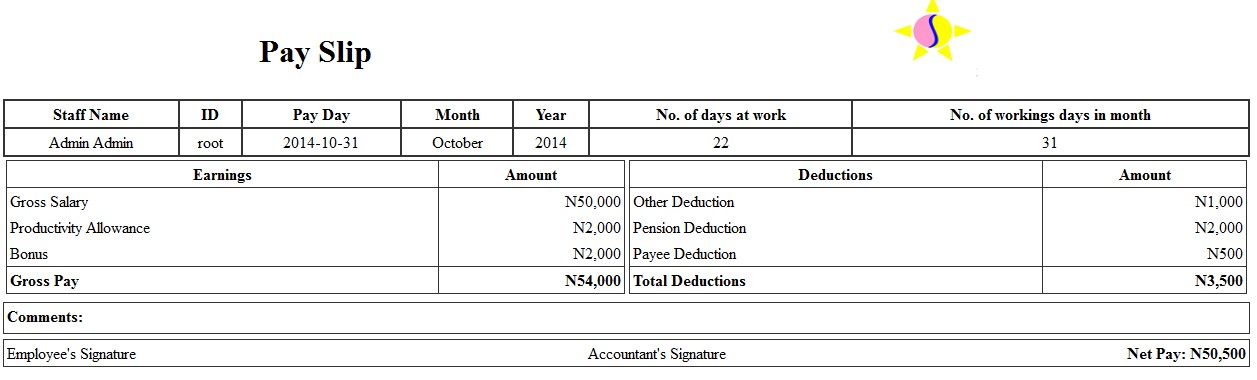 Pay Slip
Staff Name ID Pay Day Month Year No. of days at work No. of workings days in month
Admin Admin root 2014-10-31 October 2014 22 31
Earnings Amount Deductions Amount
Gross Salary N50,000 Other Deduction N1,000
Productivity Allowance N2,000 Pension Deduction N2,000
Bonus N2,000 Payee Deduction N500
Gross Pay N54,000 Total Deductions N3,500
Comments:
Employee's Signature Accountant's Signature Net Pay: N50,500